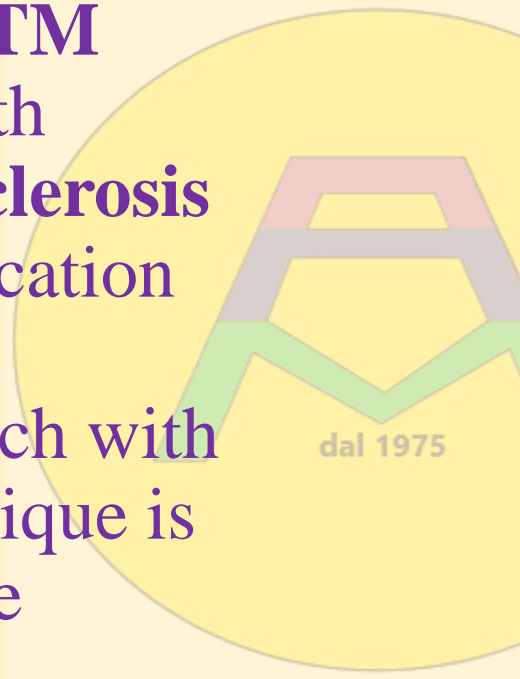 TM
th
clerosis
cation
ch with
dal 1975
ique is
e